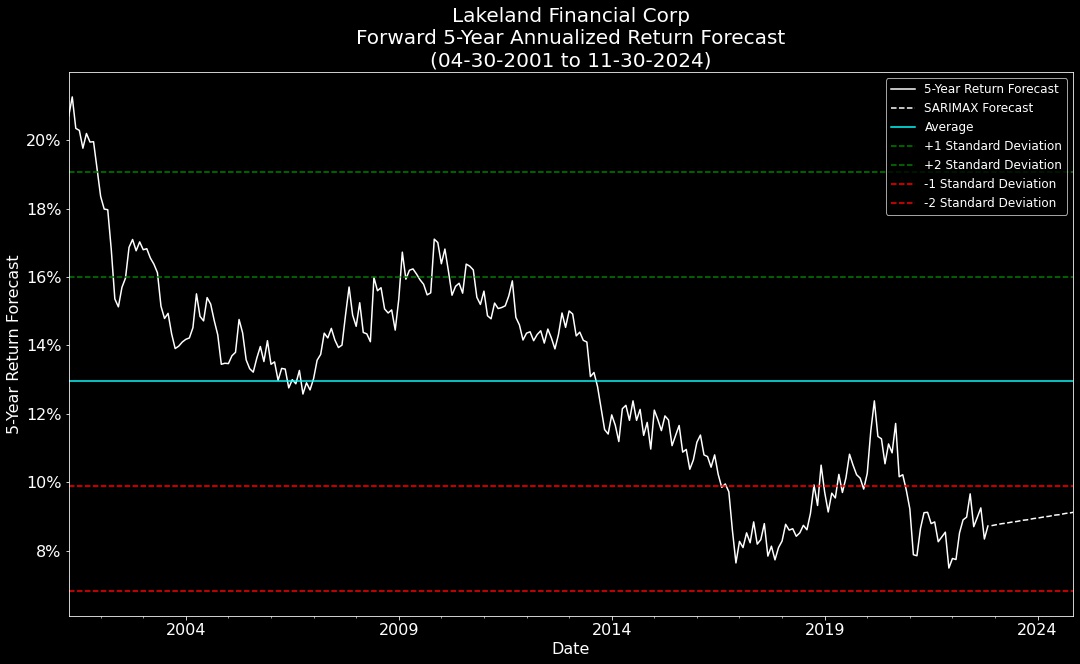 Lakeland Financial Corp
Forward 5-Year Annualized Return Forecast
(04-30-2001 to 11-30-2024)
5-Year Return Forecast
SARIMAX Forecast
Average
+1 Standard Deviation
+2 Standard Deviation
-1 Standard Deviation
-2 Standard Deviation
5-Year Return Forecast
20%
18%
16%
14%
12%
10%
8%
2004
2009
2014
2019
2024
Date